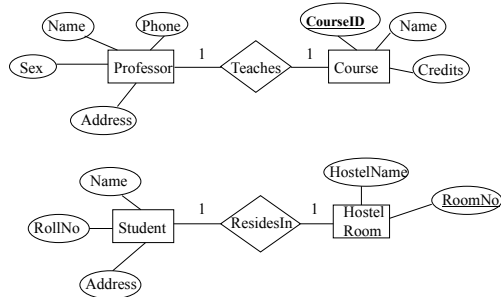 Name
Phone
CourseID
Name
Sex
Professor
1
Teaches
1
Course
Credits
Address
Name
HostelName
RollNo
Student
1
ResidesIn
1
Hostel
Room
RoomNo
Address